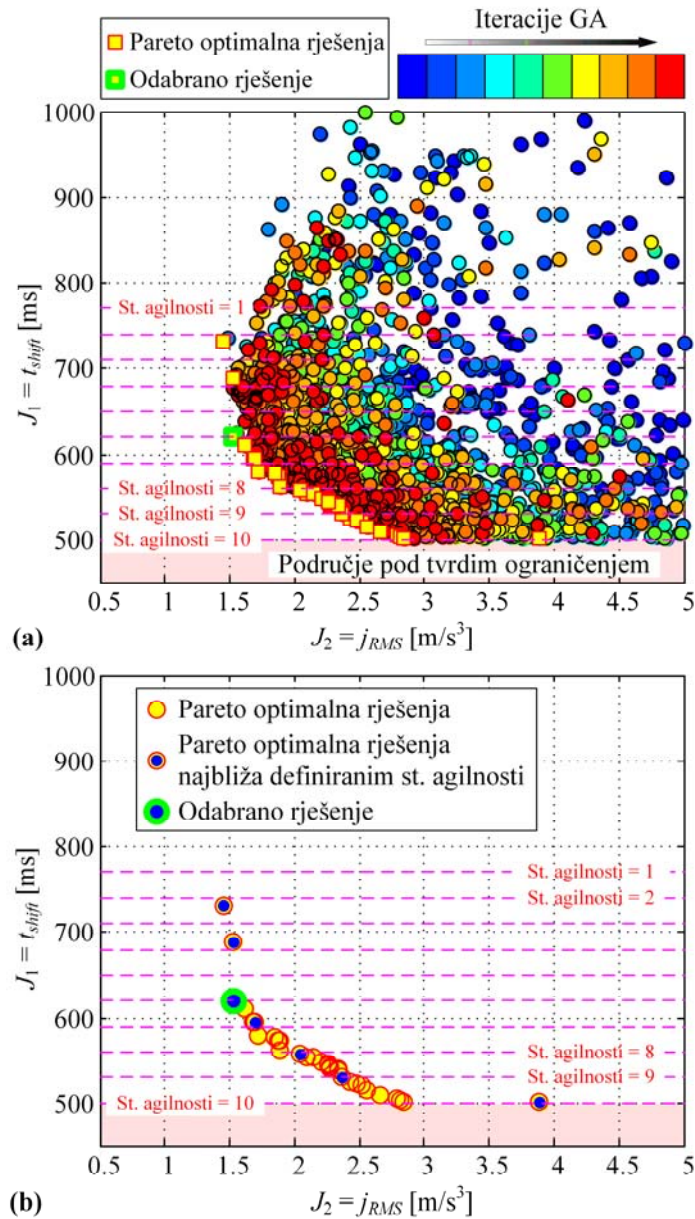 Iteracije GA
Pareto optimalna rješenja
Odabrano rješenje
1000
900
800
700
600
500
J₁ = t_shift [ms]
St. agilnosti = 1
St. agilnosti = 8
St. agilnosti = 9
St. agilnosti = 10
Područje pod tvrdim ograničenjem
0.5 1 1.5 2 2.5 3 3.5 4 4.5 5
(a) J₂ = j_RMS [m/s³]
1000
900
800
700
600
500
J₁ = t_shift [ms]
Pareto optimalna rješenja
Pareto optimalna rješenja
najbliža definiranim st. agilnosti
Odabrano rješenje
St. agilnosti = 1
St. agilnosti = 2
St. agilnosti = 8
St. agilnosti = 9
St. agilnosti = 10
0.5 1 1.5 2 2.5 3 3.5 4 4.5 5
(b) J₂ = j_RMS [m/s³]